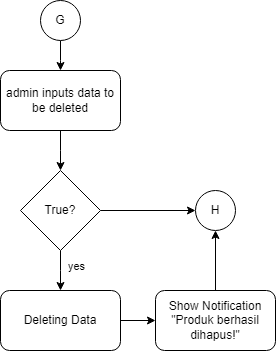 G
admin inputs data to
be deleted
True?
H
yes
Deleting Data
Show Notification
"Produk berhasil
dihapus!"